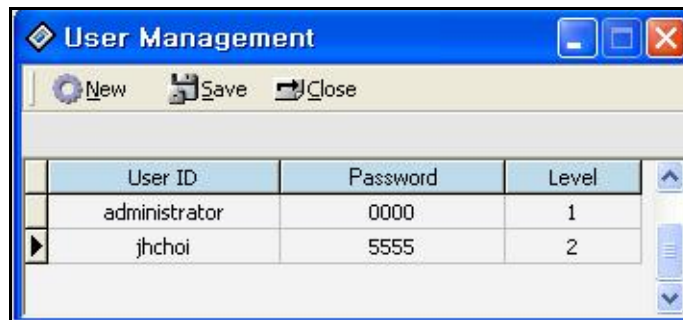 User Management
New Save Close
User ID Password Level
administrator 0000 1
jhchoi 5555 2